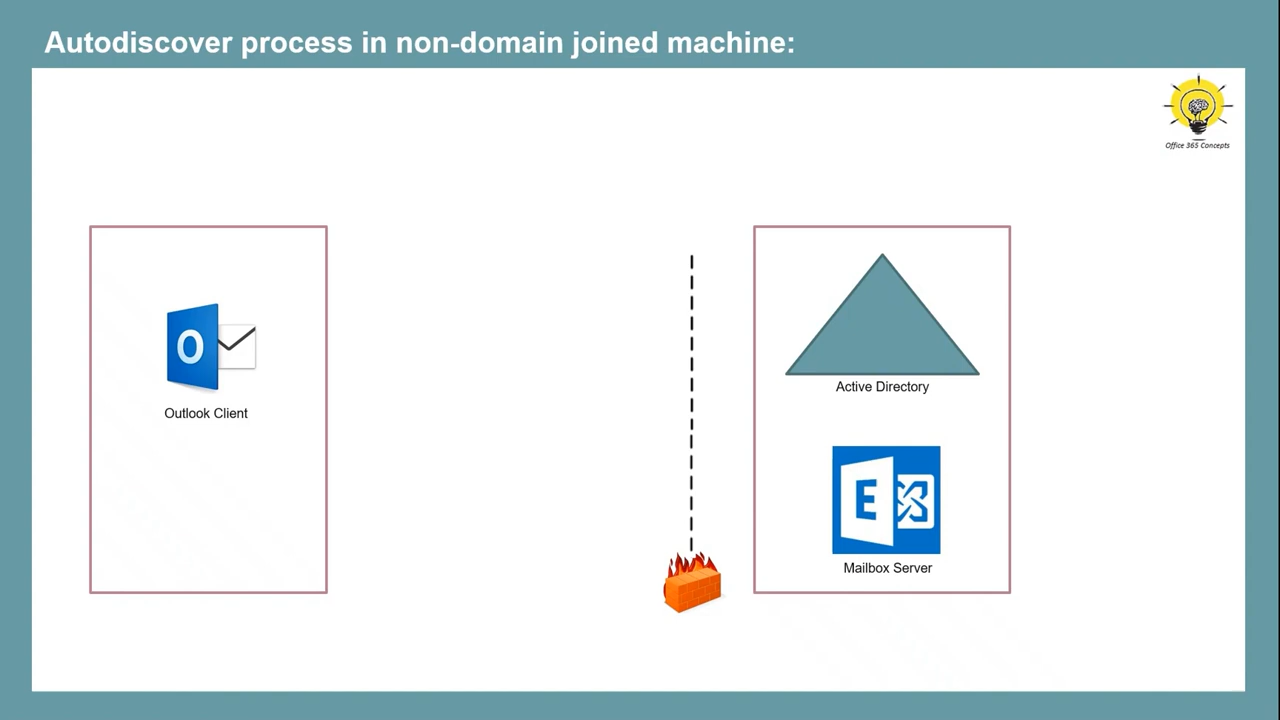 Autodiscover process in non-domain joined machine:
Office 365 Concepts
O
Outlook Client
Active Directory
E
Mailbox Server